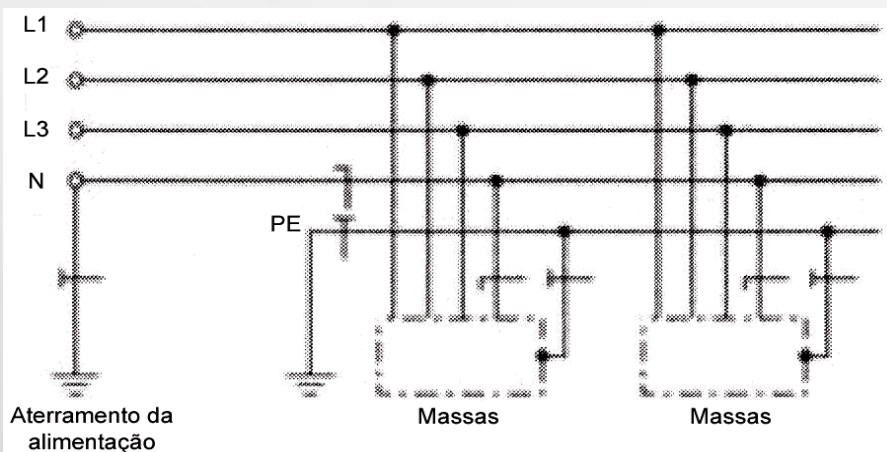 L1
L2
L3
N
PE
Aterramento da
alimentação
Massas
Massas